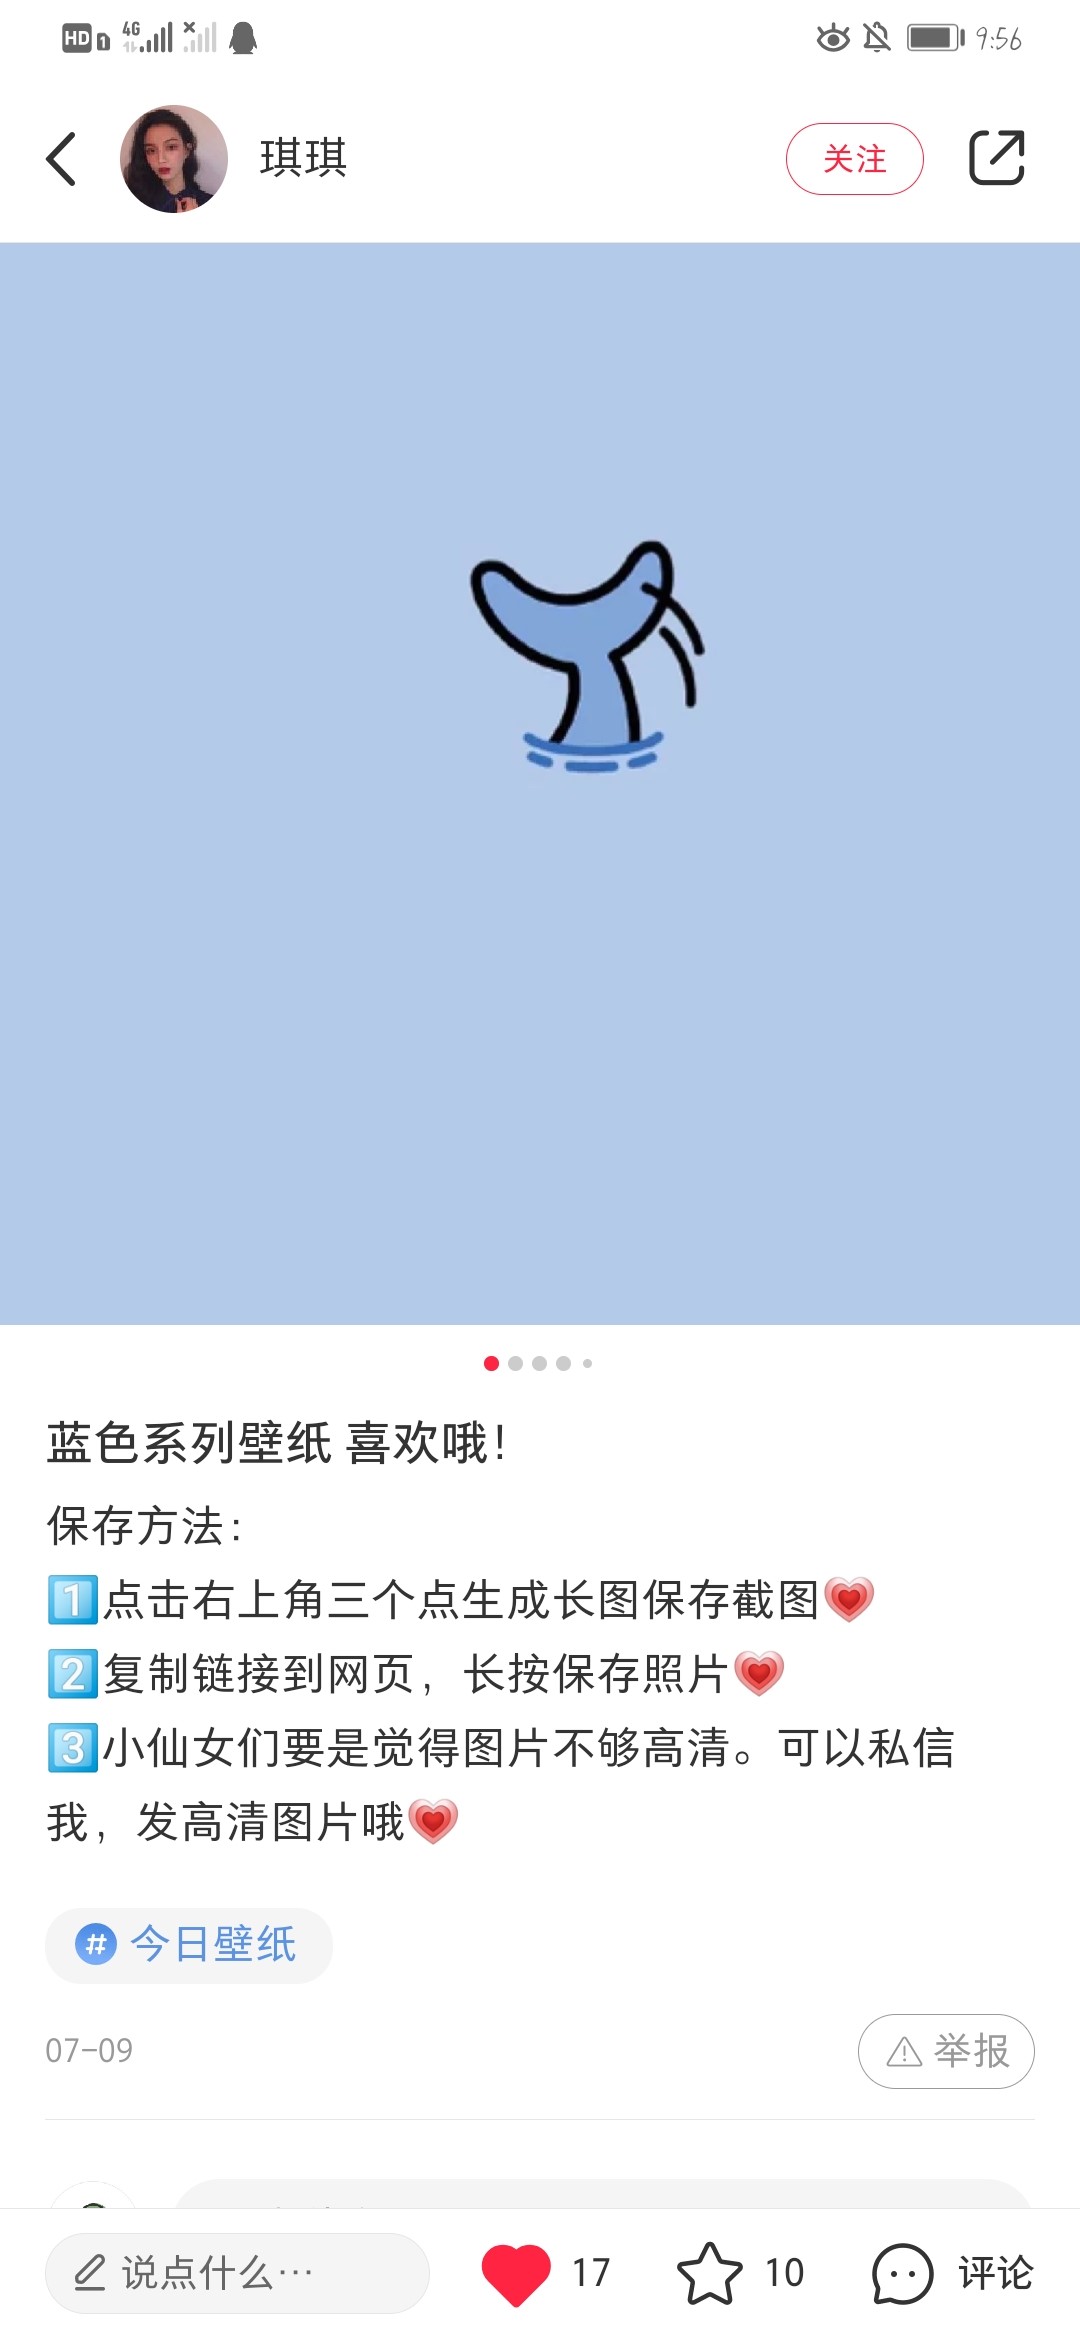 HD 1 4G 9:56
琪琪 关注
蓝色系列壁纸 喜欢哦！
保存方法：
1️⃣点击右上角三个点生成长图保存截图💗
2️⃣复制链接到网页，长按保存照片💗
3️⃣小仙女们要是觉得图片不够高清。可以私信
我，发高清图片哦💗
# 今日壁纸
07-09 举报
说点什么… 17 10 评论